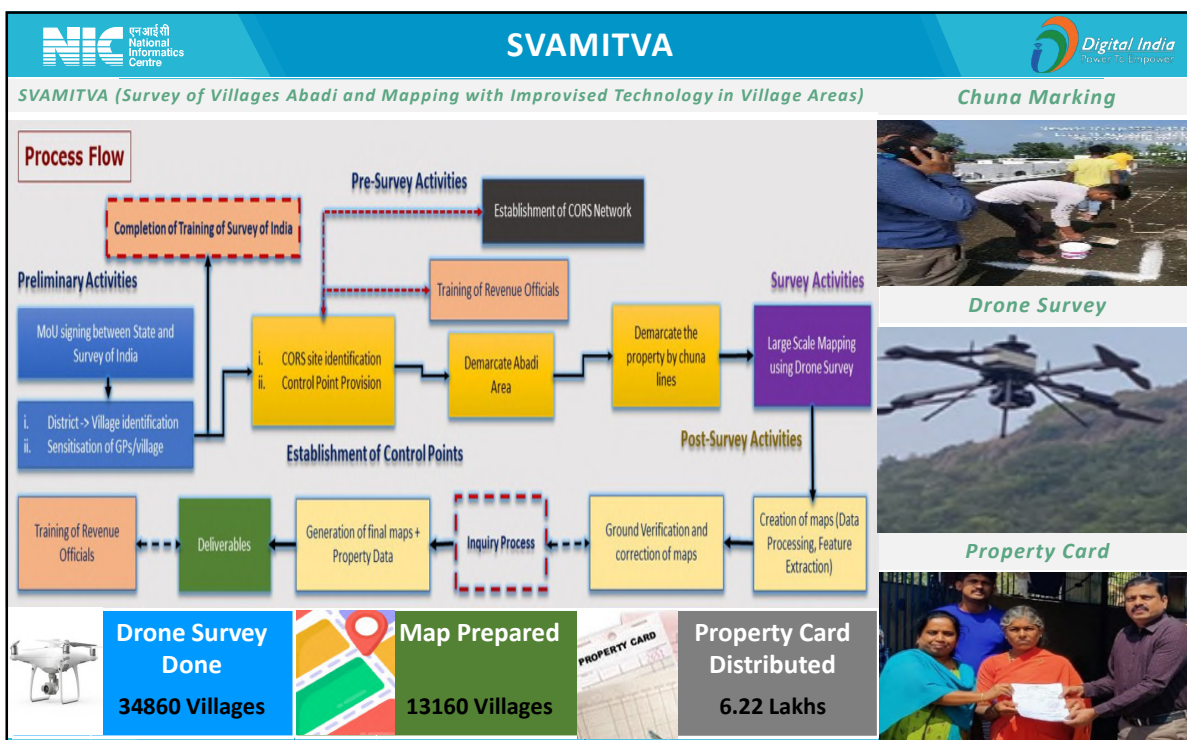 NIC
एन आई सी
National
Informatics
Centre
SVAMITVA
Digital India
Power To Empower
SVAMITVA (Survey of Villages Abadi and Mapping with Improvised Technology in Village Areas)
Chuna Marking
Process Flow
Pre-Survey Activities
Establishment of CORS Network
Completion of Training of Survey of India
Preliminary Activities
Training of Revenue Officials
Survey Activities
MoU signing between State and
Survey of India
i. CORS site identification
ii. Control Point Provision
Demarcate Abadi
Area
Demarcate the
property by chuna
lines
Large Scale Mapping
using Drone Survey
Drone Survey
i. District -> Village identification
ii. Sensitisation of GPs/village
Establishment of Control Points
Post-Survey Activities
Training of Revenue
Officials
Deliverables
Generation of final maps +
Property Data
Inquiry Process
Ground Verification and
correction of maps
Creation of maps (Data
Processing, Feature
Extraction)
Property Card
Drone Survey
Done
34860 Villages
Map Prepared
13160 Villages
PROPERTY CARD
Property Card
Distributed
6.22 Lakhs